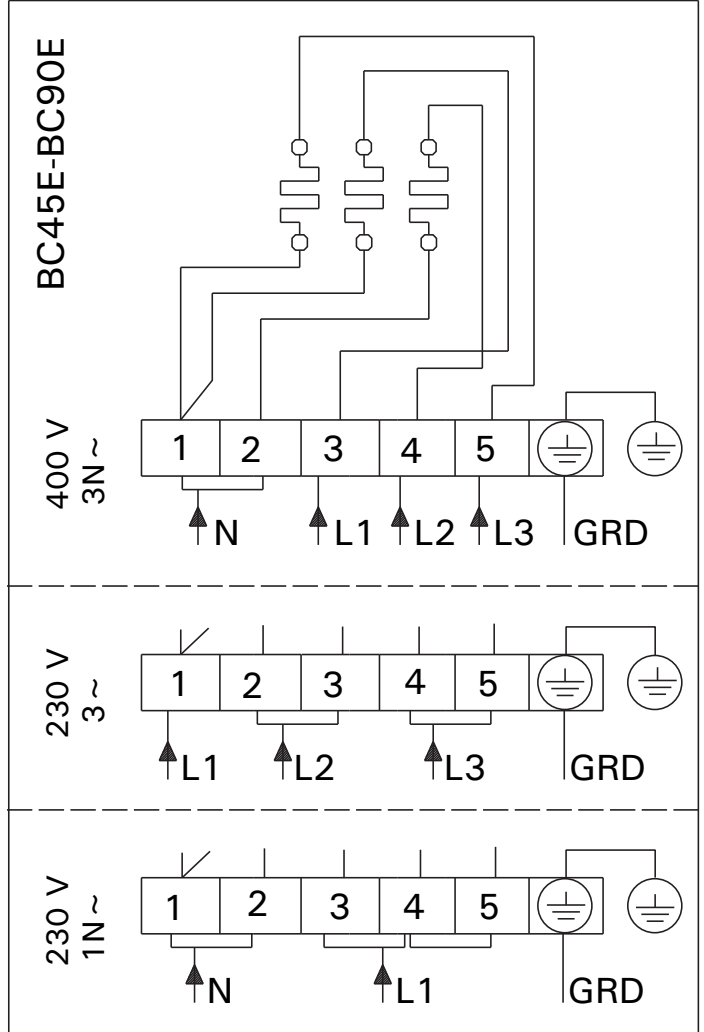 BC45E-BC90E
400 V
3N ~
1 2 3 4 5
N L1 L2 L3 GRD
230 V
3 ~
1 2 3 4 5
L1 L2 L3 GRD
230 V
1N ~
1 2 3 4 5
N L1 GRD